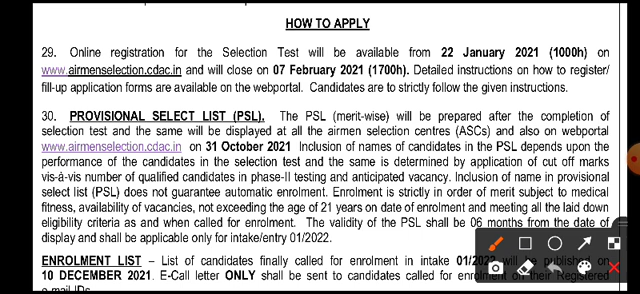 HOW TO APPLY
29. Online registration for the Selection Test will be available from 22 January 2021 (1000h) on
www.airmenselection.cdac.in and will close on 07 February 2021 (1700h). Detailed instructions on how to register/
fill-up application forms are available on the webportal. Candidates are to strictly follow the given instructions.
30. PROVISIONAL SELECT LIST (PSL). The PSL (merit-wise) will be prepared after the completion of
selection test and the same will be displayed at all the airmen selection centres (ASCs) and also on webportal
www.airmenselection.cdac.in on 31 October 2021 Inclusion of names of candidates in the PSL depends upon the
performance of the candidates in the selection test and the same is determined by application of cut off marks
vis-à-vis number of qualified candidates in phase-II testing and anticipated vacancy. Inclusion of name in provisional
select list (PSL) does not guarantee automatic enrolment. Enrolment is strictly in order of merit subject to medical
fitness, availability of vacancies, not exceeding the age of 21 years on date of enrolment and meeting all the laid down
eligibility criteria as and when called for enrolment. The validity of the PSL shall be 06 months from the date of
display and shall be applicable only for intake/entry 01/2022.
ENROLMENT LIST – List of candidates finally called for enrolment in intake 01/2022 will be published on
10 DECEMBER 2021. E-Call letter ONLY shall be sent to candidates called for enrolment on their Registered
e-mail IDs.